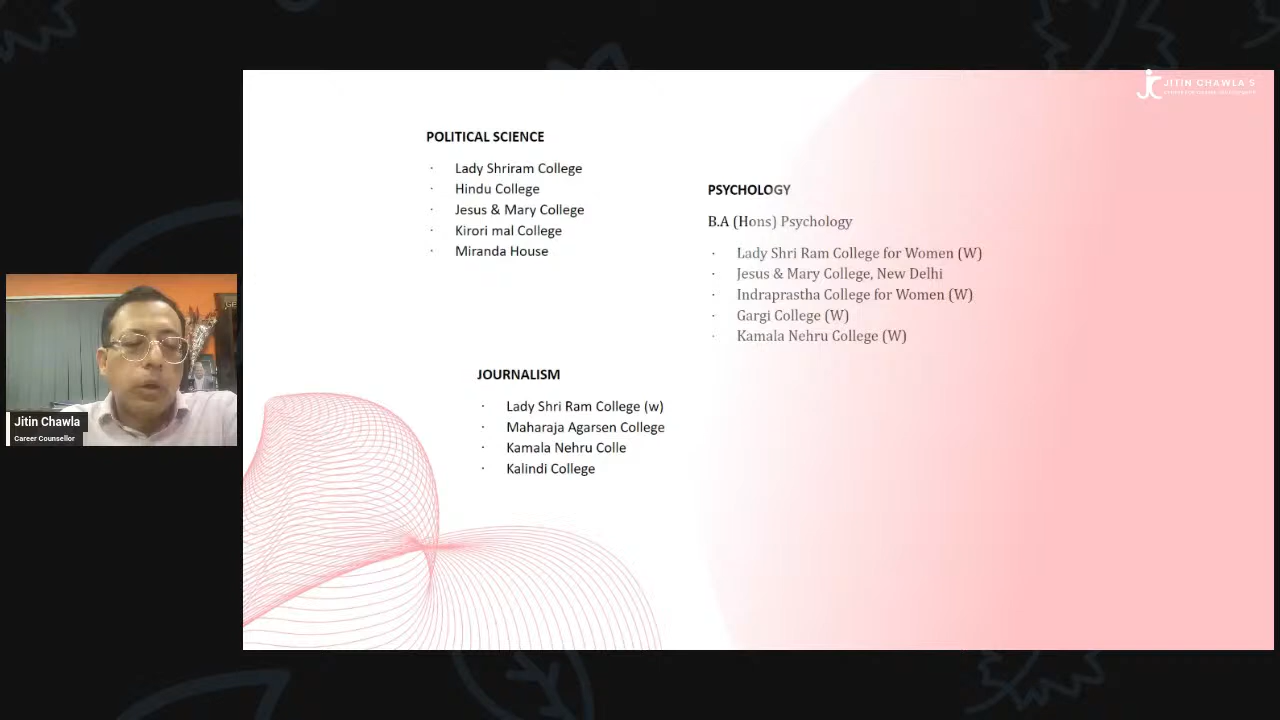 JITIN CHAWLA'S
POLITICAL SCIENCE
· Lady Shriram College
· Hindu College
· Jesus & Mary College
· Kirori mal College
· Miranda House
PSYCHOLOGY
B.A (Hons) Psychology
· Lady Shri Ram College for Women (W)
· Jesus & Mary College, New Delhi
· Indraprastha College for Women (W)
· Gargi College (W)
· Kamala Nehru College (W)
JOURNALISM
· Lady Shri Ram College (w)
· Maharaja Agarsen College
· Kamala Nehru Colle
· Kalindi College
Jitin Chawla
Career Counsellor